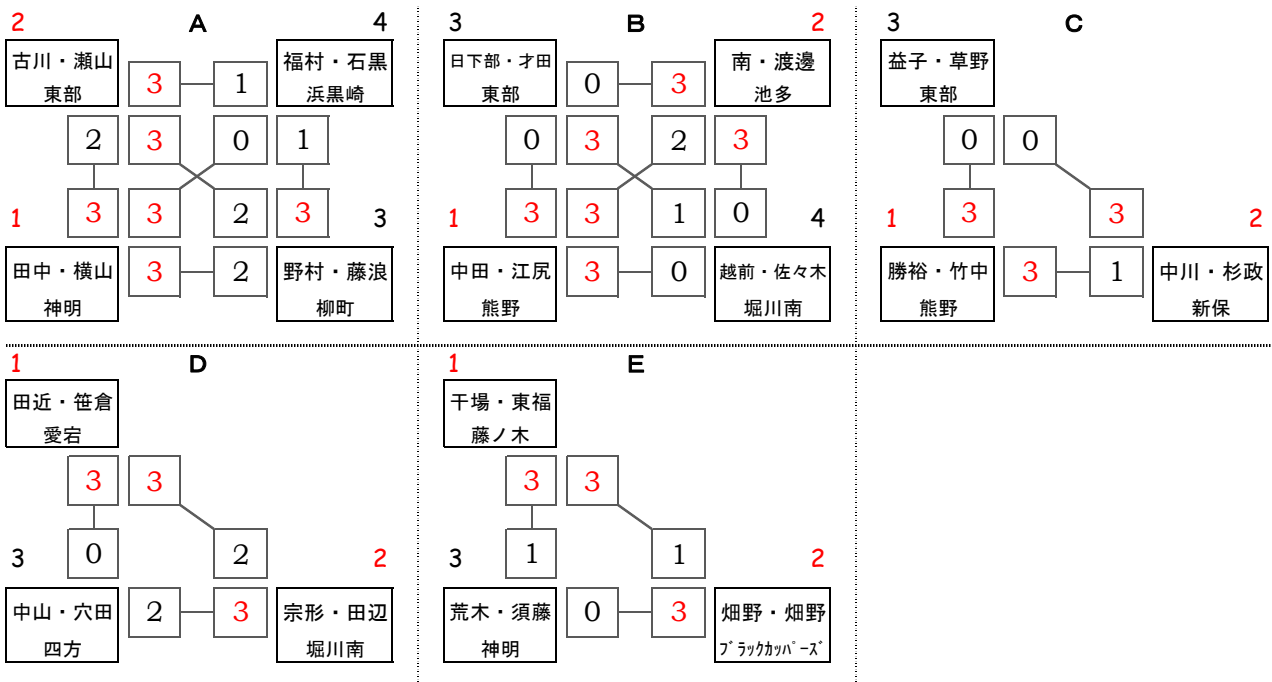 2 A 4
古川・瀬山 東部
3 1
福村・石黒 浜黒崎
2 3 0 1
3 3 2 3
1 3
田中・横山 神明
3 2
野村・藤浪 柳町
3 B 2
日下部・才田 東部
0 3
南・渡邊 池多
0 3 2 3
3 3 1 0
1 4
中田・江尻 熊野
3 0
越前・佐々木 堀川南
3 C
益子・草野 東部
0 0
3 3
1 2
勝裕・竹中 熊野
3 1
中川・杉政 新保
1 D
田近・笹倉 愛宕
3 3
0 2
3 2
中山・穴田 四方
2 3
宗形・田辺 堀川南
1 E
干場・東福 藤ノ木
3 3
1 1
3 2
荒木・須藤 神明
0 3
畑野・畑野 ﾌﾞﾗｯｸｶｯﾊﾟｰｽﾞ